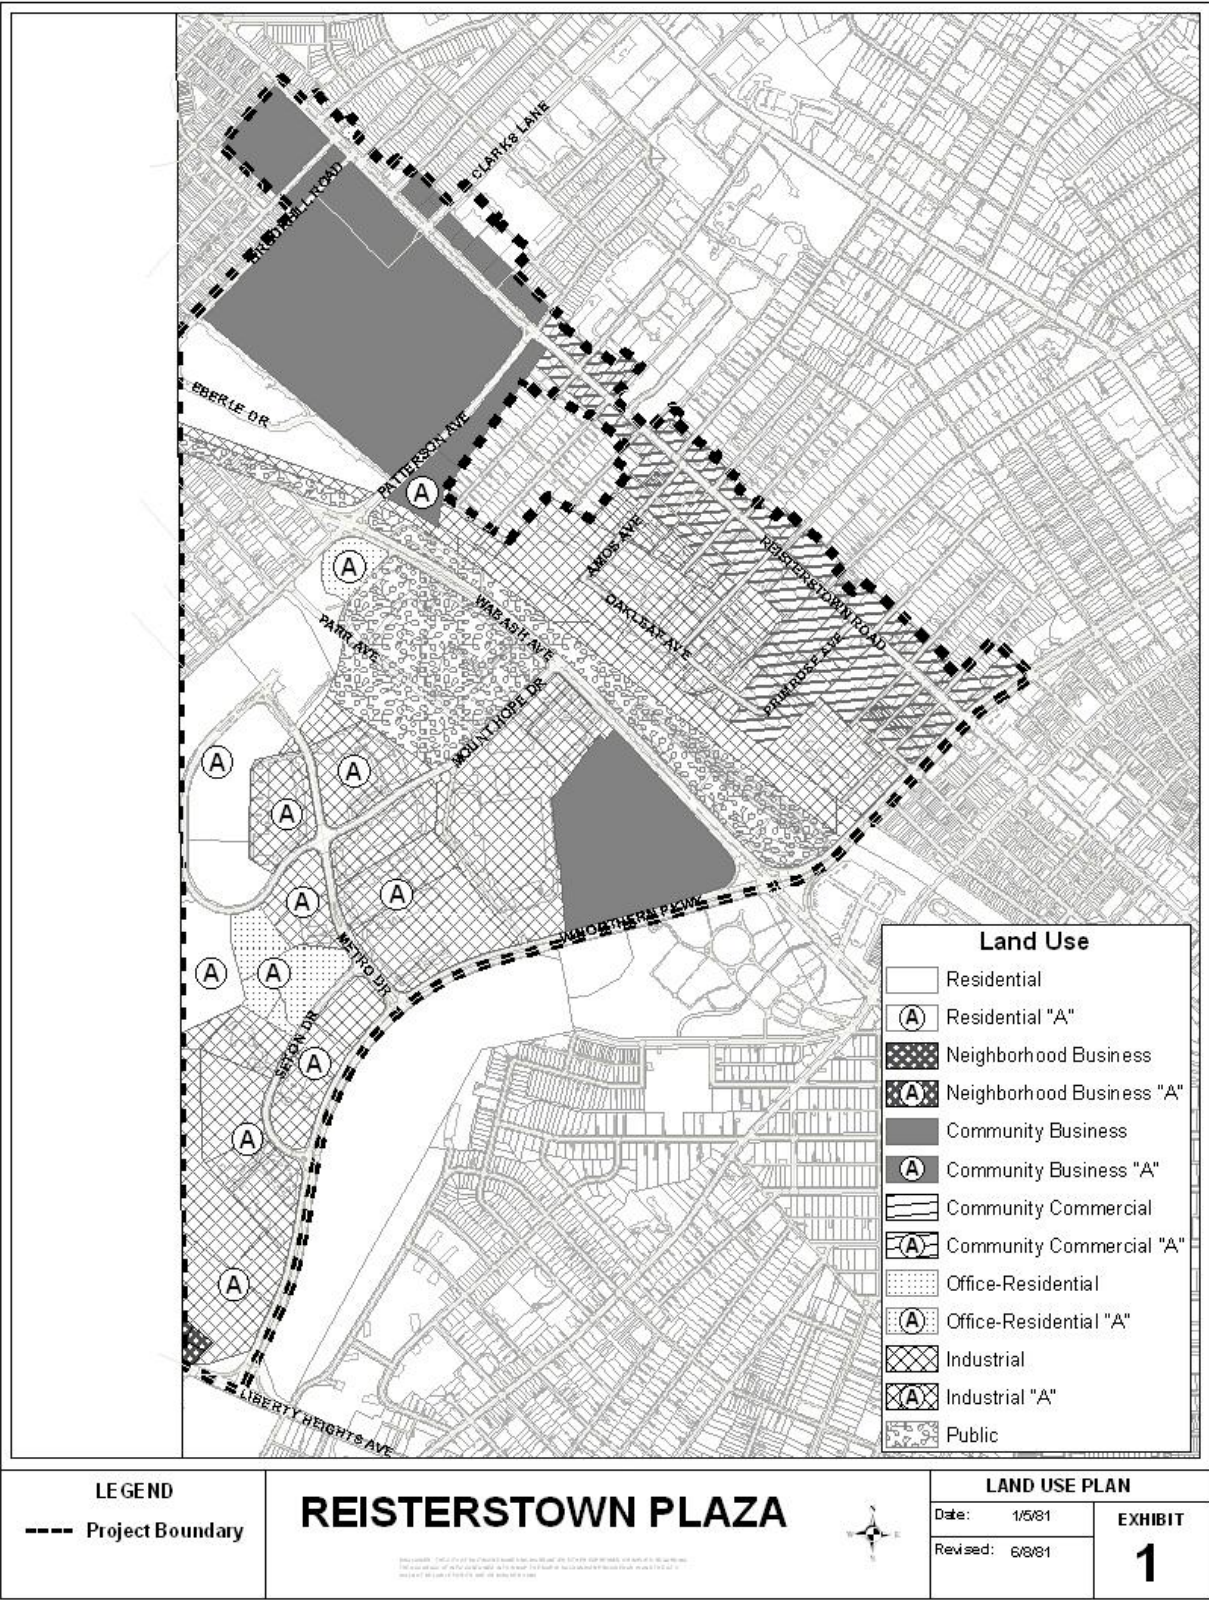 CLARKS LANE
BROOKHILL ROAD
EBERLE DR
PATTERSON AVE
A
AMOS AVE
REISTERSTOWN ROAD
A
WABASH AVE
OAKLEAF AVE
PARR AVE
PRIMROSE AVE
MOUNT HOPE DR
A
A
A
A
A
W NORTHERN PKWY
METRO DR
A
A
SETON DR
A
A
A
LIBERTY HEIGHTS AVE
Land Use
Residential
A Residential "A"
Neighborhood Business
A Neighborhood Business "A"
Community Business
A Community Business "A"
Community Commercial
A Community Commercial "A"
Office-Residential
A Office-Residential "A"
Industrial
A Industrial "A"
Public
LEGEND
Project Boundary
REISTERSTOWN PLAZA
LAND USE PLAN
Date: 1/5/81
Revised: 6/8/81
EXHIBIT
1